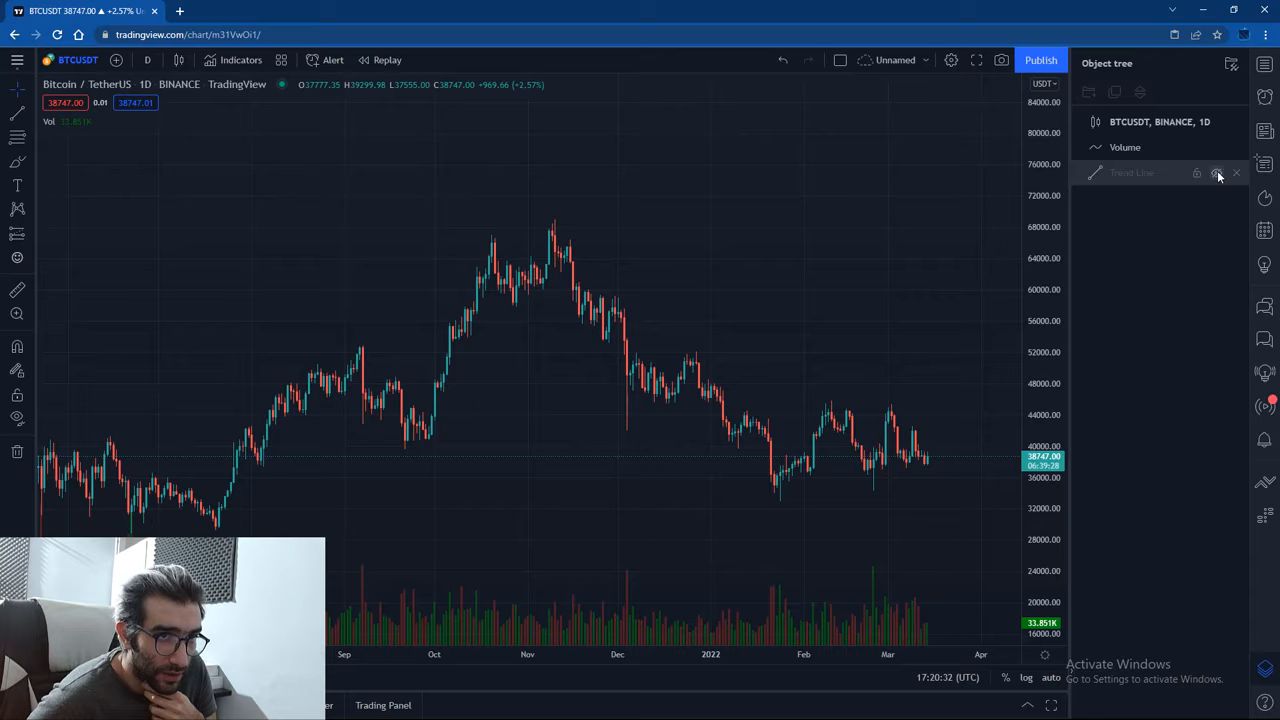 BTCUSDT 38747.00 ▲ +2.57% Un
tradingview.com/chart/m31VwOi1/
BTCUSDT
D
Indicators
Alert
Replay
Unnamed
Publish
Object tree
Bitcoin / TetherUS · 1D · BINANCE · TradingView
O37777.35 H39299.98 L37555.00 C38747.00 +969.66 (+2.57%)
38747.00
0.01
38747.01
Vol 33.851K
USDT
84000.00
80000.00
76000.00
72000.00
68000.00
64000.00
60000.00
56000.00
52000.00
48000.00
44000.00
40000.00
38747.00
06:39:28
36000.00
32000.00
28000.00
24000.00
20000.00
33.851K
16000.00
BTCUSDT, BINANCE, 1D
Volume
Trend Line
Sep
Oct
Nov
Dec
2022
Feb
Mar
Apr
17:20:32 (UTC)
%
log
auto
Trading Panel
Activate Windows
Go to Settings to activate Windows.